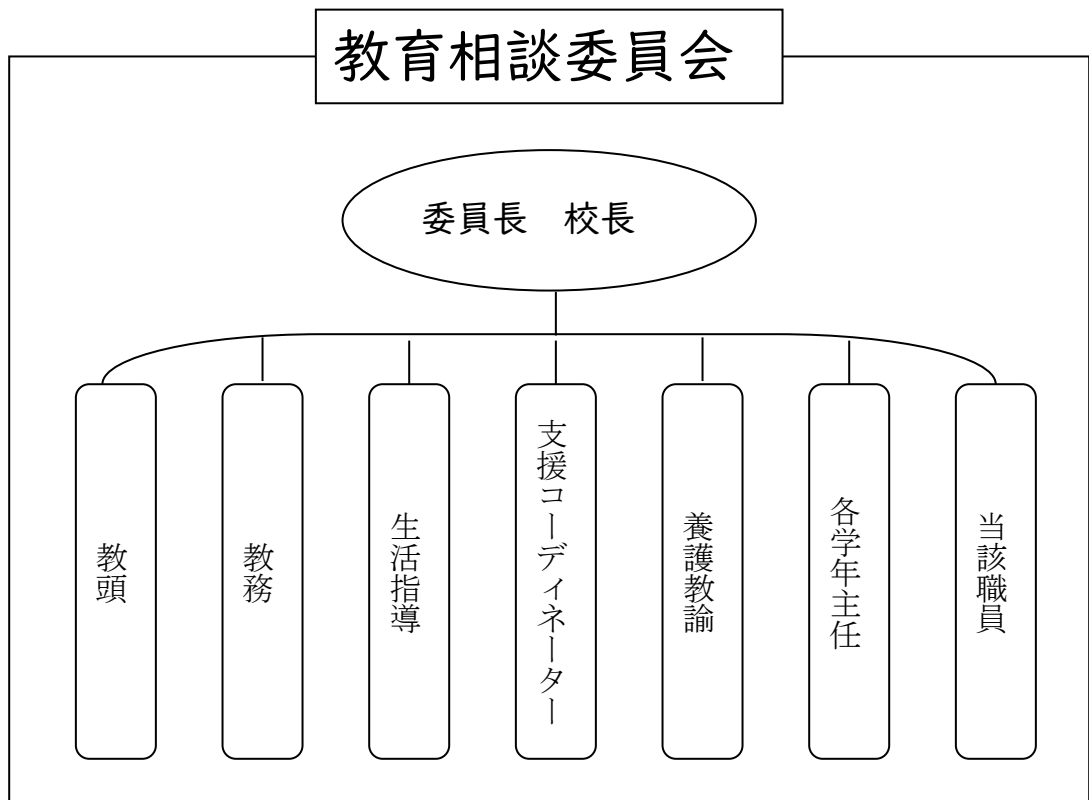 教育相談委員会
委員長　校長
教頭
教務
生活指導
支援コーディネーター
養護教諭
各学年主任
当該職員